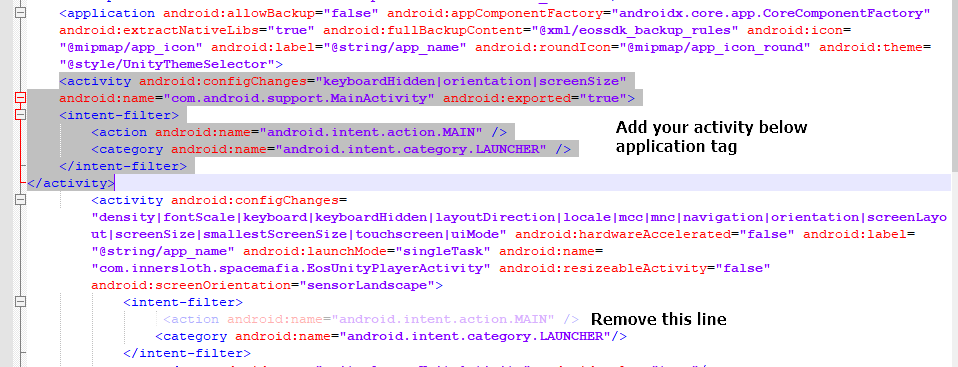 <application android:allowBackup="false" android:appComponentFactory="androidx.core.app.CoreComponentFactory"
android:extractNativeLibs="true" android:fullBackupContent="@xml/eossdk_backup_rules" android:icon=
"@mipmap/app_icon" android:label="@string/app_name" android:roundIcon="@mipmap/app_icon_round" android:theme=
"@style/UnityThemeSelector">
<activity android:configChanges="keyboardHidden|orientation|screenSize"
android:name="com.android.support.MainActivity" android:exported="true">
<intent-filter>
<action android:name="android.intent.action.MAIN" />
<category android:name="android.intent.category.LAUNCHER" />
</intent-filter>
</activity>
Add your activity below
application tag
<activity android:configChanges=
"density|fontScale|keyboard|keyboardHidden|layoutDirection|locale|mcc|mnc|navigation|orientation|screenLayo
ut|screenSize|smallestScreenSize|touchscreen|uiMode" android:hardwareAccelerated="false" android:label=
"@string/app_name" android:launchMode="singleTask" android:name=
"com.innersloth.spacemafia.EosUnityPlayerActivity" android:resizeableActivity="false"
android:screenOrientation="sensorLandscape">
<intent-filter>
<action android:name="android.intent.action.MAIN" /> Remove this line
<category android:name="android.intent.category.LAUNCHER"/>
</intent-filter>